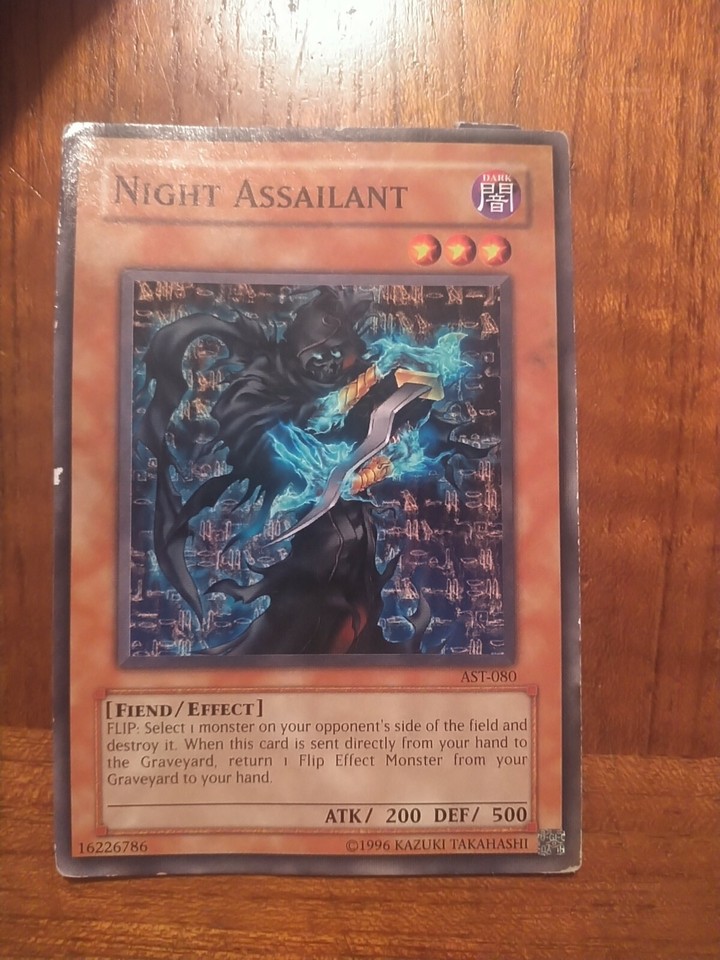 NIGHT ASSAILANT
DARK
闇
AST-080
[FIEND/EFFECT]
FLIP: Select 1 monster on your opponent's side of the field and
destroy it. When this card is sent directly from your hand to
the Graveyard, return 1 Flip Effect Monster from your
Graveyard to your hand.
ATK/ 200 DEF/ 500
16226786
©1996 KAZUKI TAKAHASHI